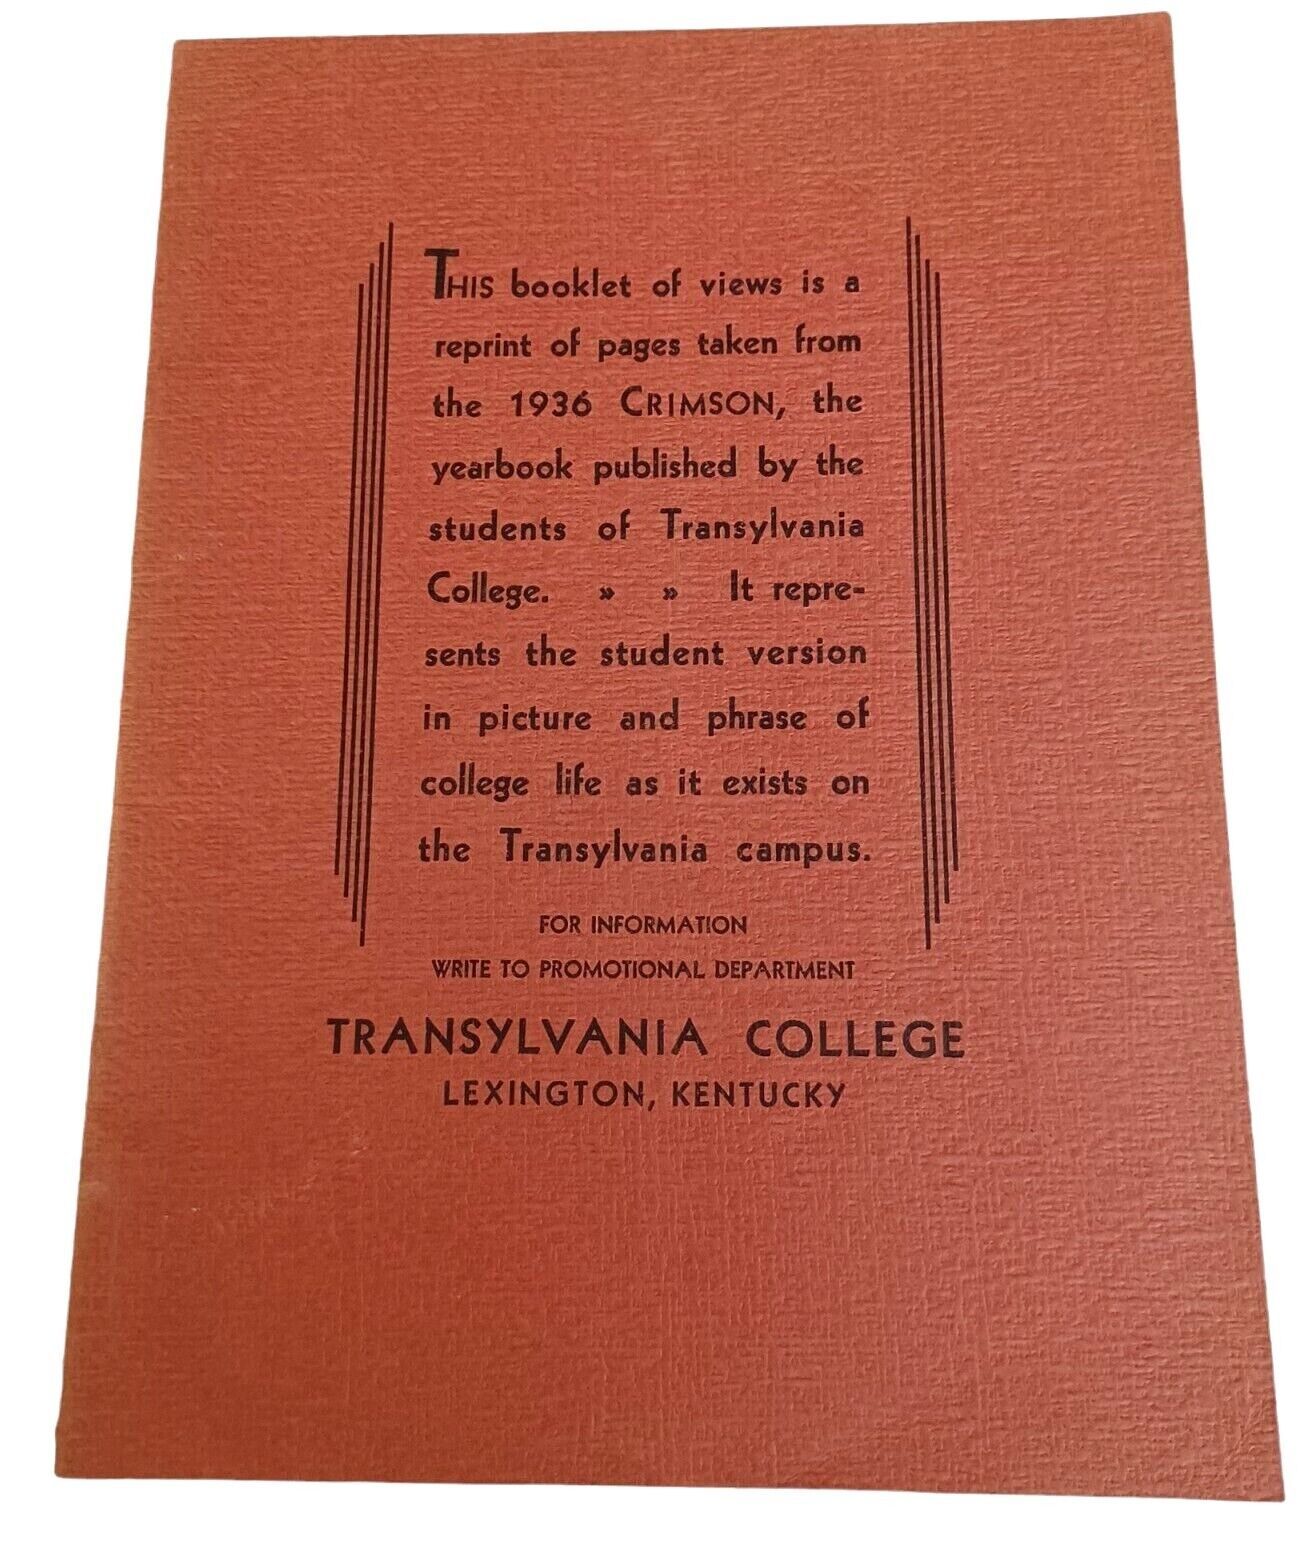 THIS booklet of views is a
reprint of pages taken from
the 1936 CRIMSON, the
yearbook published by the
students of Transylvania
College. » » It repre-
sents the student version
in picture and phrase of
college life as it exists on
the Transylvania campus.
FOR INFORMATION
WRITE TO PROMOTIONAL DEPARTMENT
TRANSYLVANIA COLLEGE
LEXINGTON, KENTUCKY